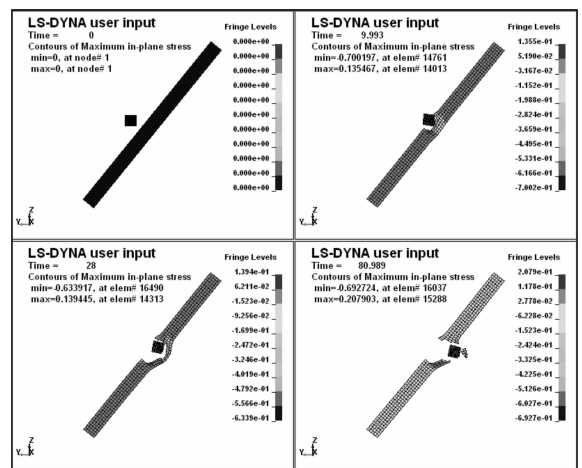 LS-DYNA user input
Time = 0
Contours of Maximum in-plane stress
min=0, at node# 1
max=0, at node# 1
Fringe Levels
0.000e+00
0.000e+00
0.000e+00
0.000e+00
0.000e+00
0.000e+00
0.000e+00
0.000e+00
0.000e+00
0.000e+00
0.000e+00
Z
Y X
LS-DYNA user input
Time = 9.993
Contours of Maximum in-plane stress
min=-0.700197, at elem# 14761
max=0.135467, at elem# 14013
Fringe Levels
1.355e-01
5.190e-02
-3.167e-02
-1.152e-01
-1.988e-01
-2.824e-01
-3.659e-01
-4.495e-01
-5.331e-01
-6.166e-01
-7.002e-01
Z
Y X
LS-DYNA user input
Time = 28
Contours of Maximum in-plane stress
min=-0.633917, at elem# 16490
max=0.139445, at elem# 14313
Fringe Levels
1.394e-01
6.211e-02
-1.523e-02
-9.256e-02
-1.699e-01
-2.472e-01
-3.246e-01
-4.019e-01
-4.792e-01
-5.566e-01
-6.339e-01
Z
Y X
LS-DYNA user input
Time = 80.989
Contours of Maximum in-plane stress
min=-0.692724, at elem# 16037
max=0.207903, at elem# 15288
Fringe Levels
2.079e-01
1.178e-01
2.778e-02
-6.228e-02
-1.523e-01
-2.424e-01
-3.325e-01
-4.225e-01
-5.126e-01
-6.027e-01
-6.927e-01
Z
Y X